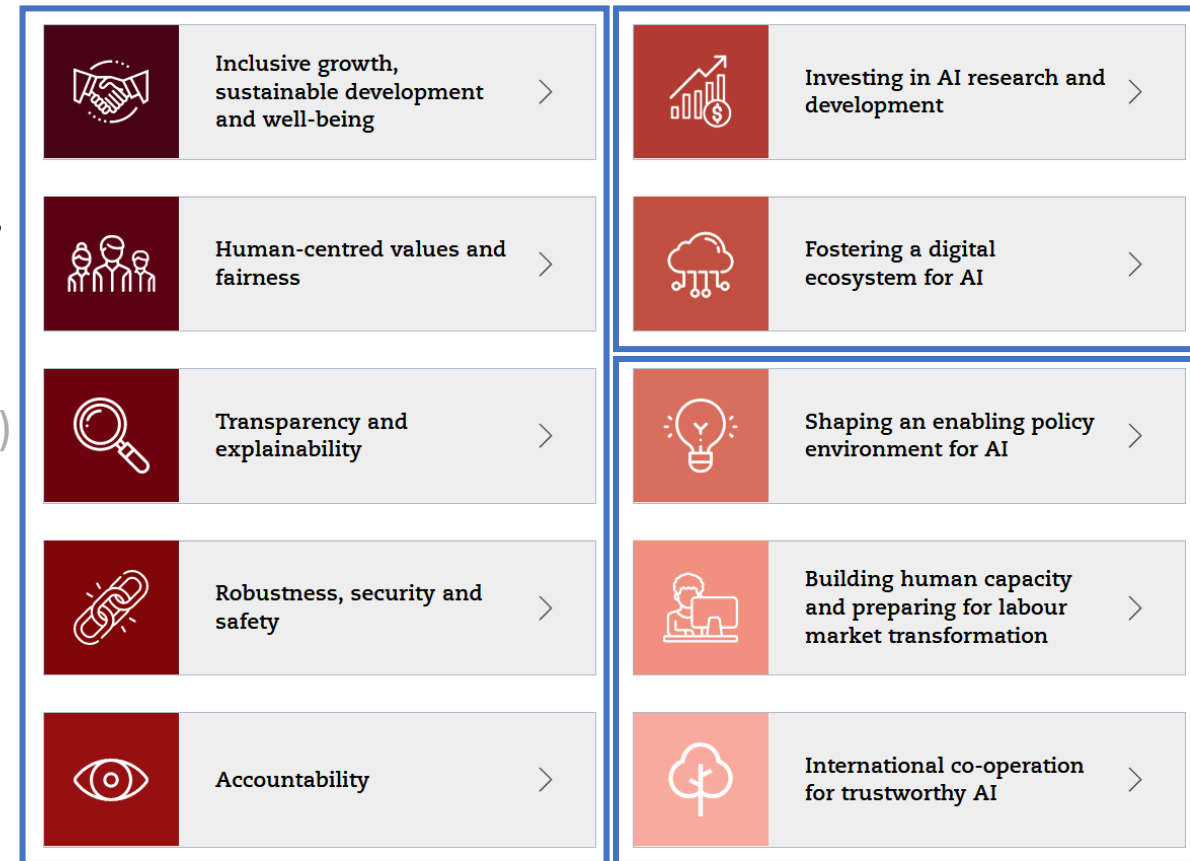 Inclusive growth,
sustainable development
and well-being
Human-centred values and
fairness
Transparency and
explainability
Robustness, security and
safety
Accountability
Investing in AI research and
development
Fostering a digital
ecosystem for AI
Shaping an enabling policy
environment for AI
Building human capacity
and preparing for labour
market transformation
International co-operation
for trustworthy AI